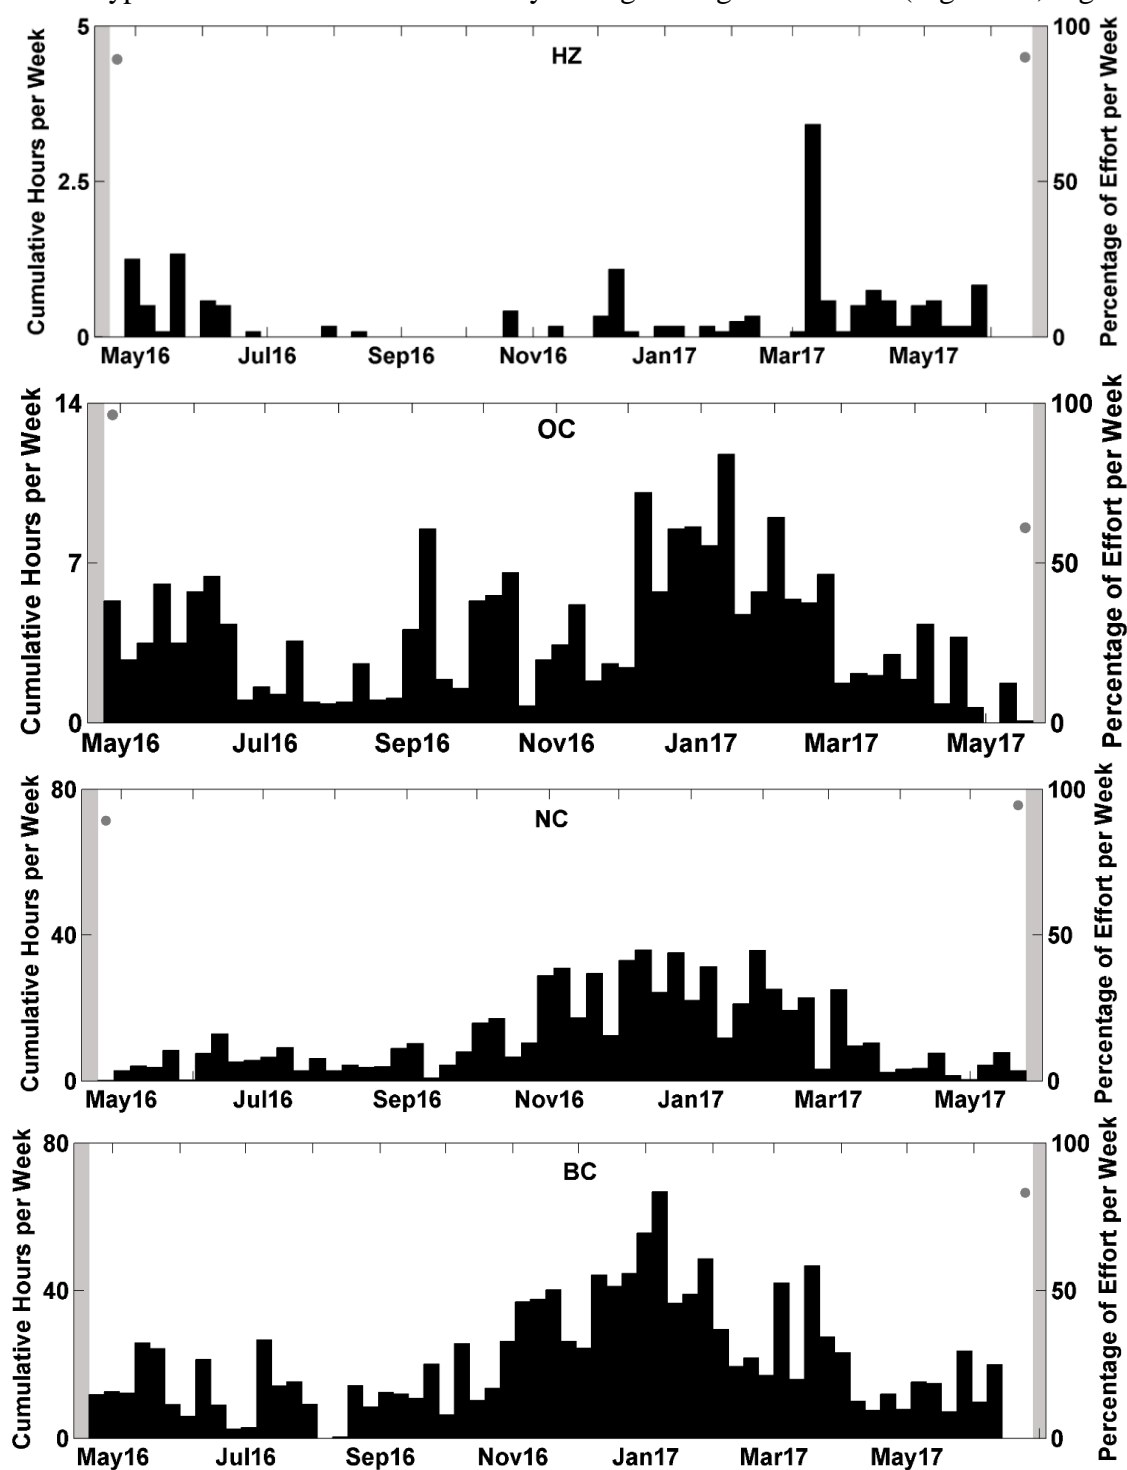 5
100
HZ
Cumulative Hours per Week
Percentage of Effort per Week
2.5
50
0
0
May16 Jul16 Sep16 Nov16 Jan17 Mar17 May17
14
100
OC
Cumulative Hours per Week
Percentage of Effort per Week
7
50
0
0
May16 Jul16 Sep16 Nov16 Jan17 Mar17 May17
80
100
NC
Cumulative Hours per Week
Percentage of Effort per Week
40
50
0
0
May16 Jul16 Sep16 Nov16 Jan17 Mar17 May17
80
100
BC
Cumulative Hours per Week
Percentage of Effort per Week
40
50
0
0
May16 Jul16 Sep16 Nov16 Jan17 Mar17 May17